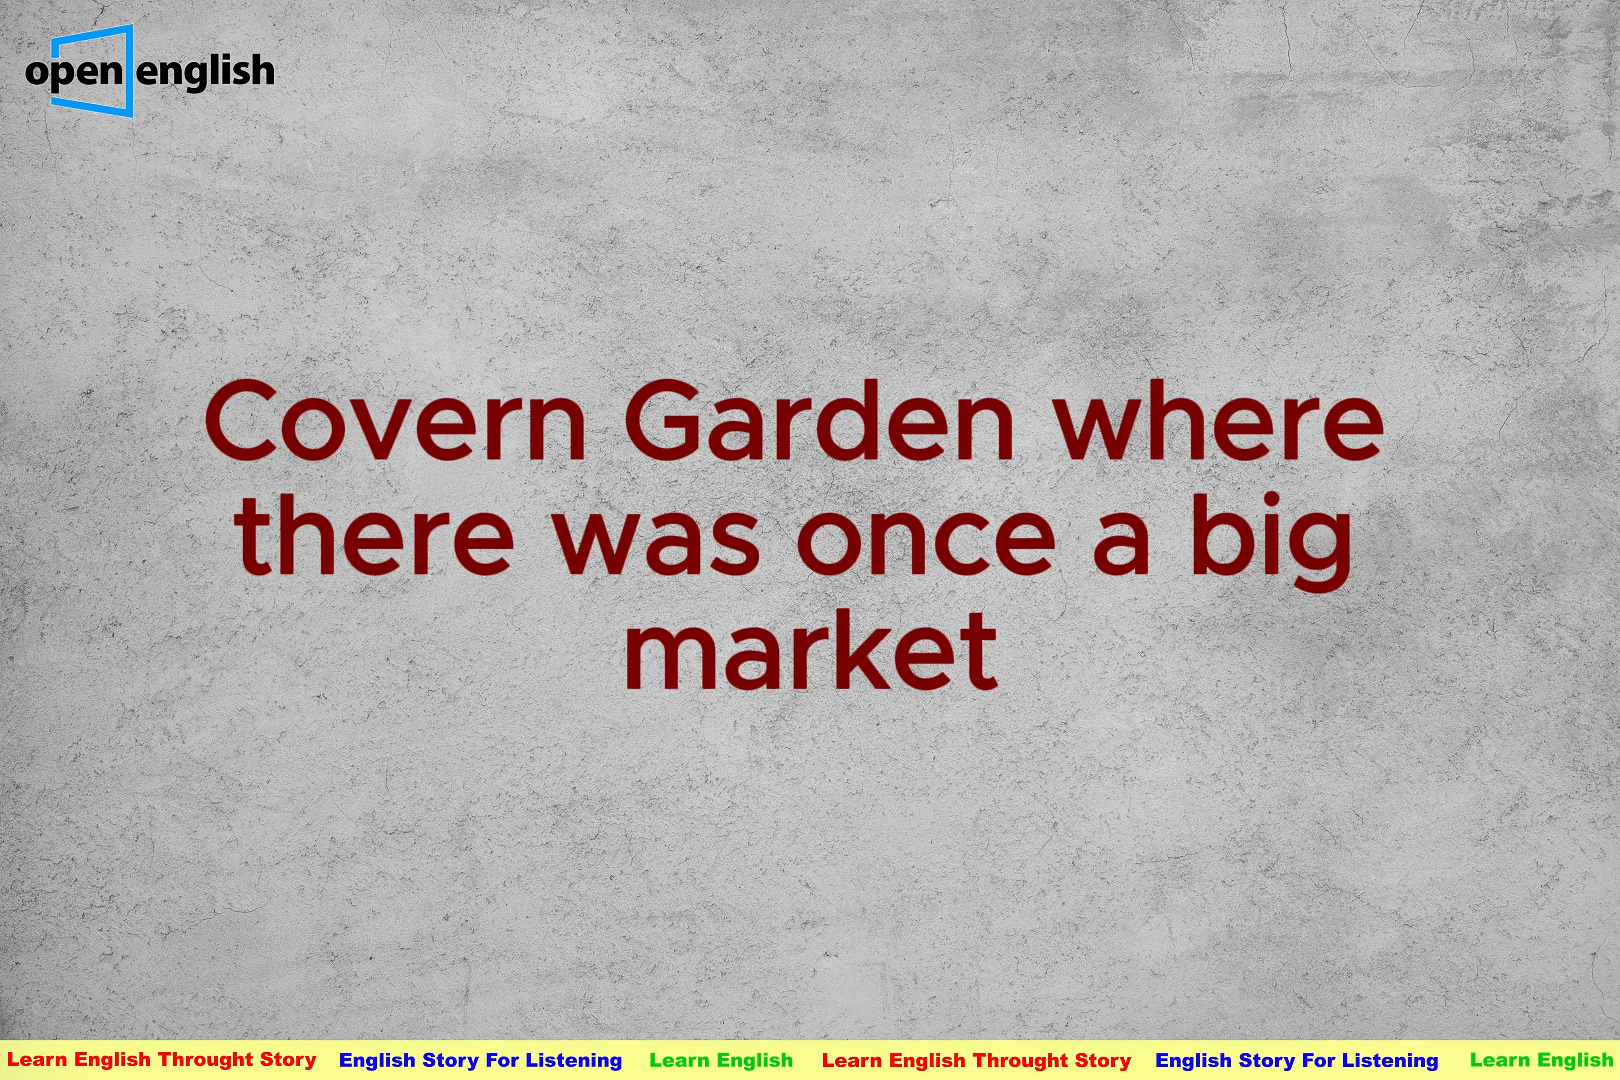 open english
Covern Garden where
there was once a big
market
Learn English Throught Story English Story For Listening Learn English Learn English Throught Story English Story For Listening Learn English